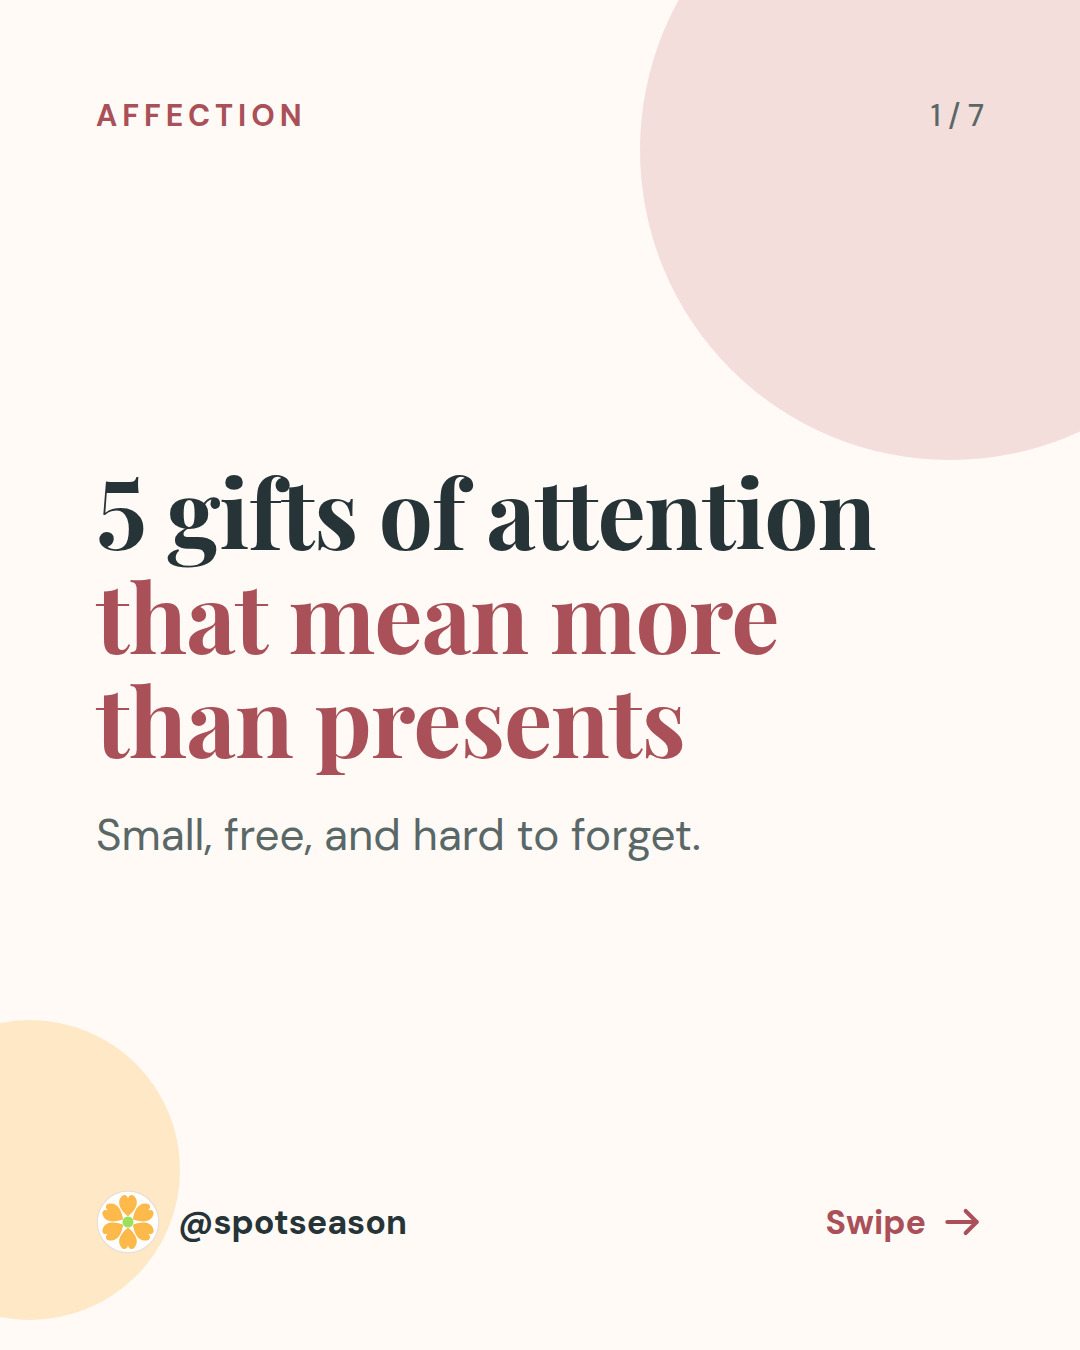 AFFECTION
1 / 7
5 gifts of attention
that mean more
than presents
Small, free, and hard to forget.
@spotseason
Swipe →